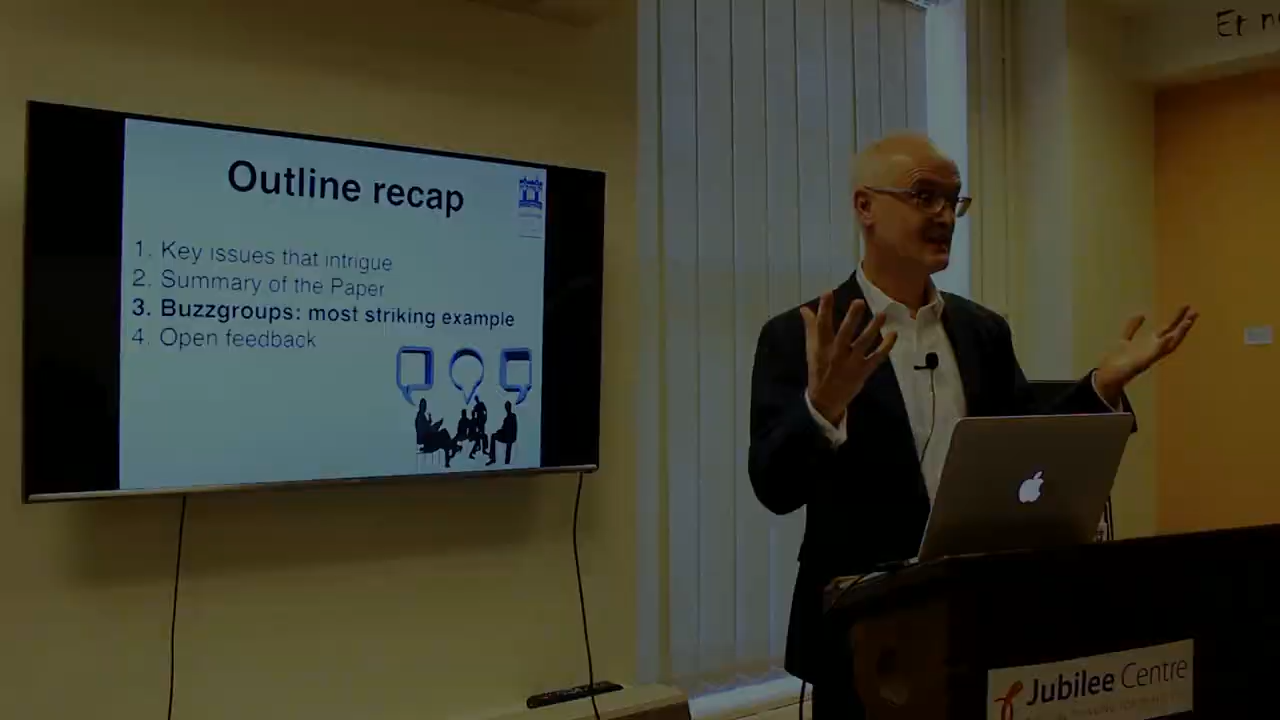 Et
Outline recap
1. Key issues that intrigue
2. Summary of the Paper
3. Buzzgroups: most striking example
4. Open feedback
Jubilee Centre